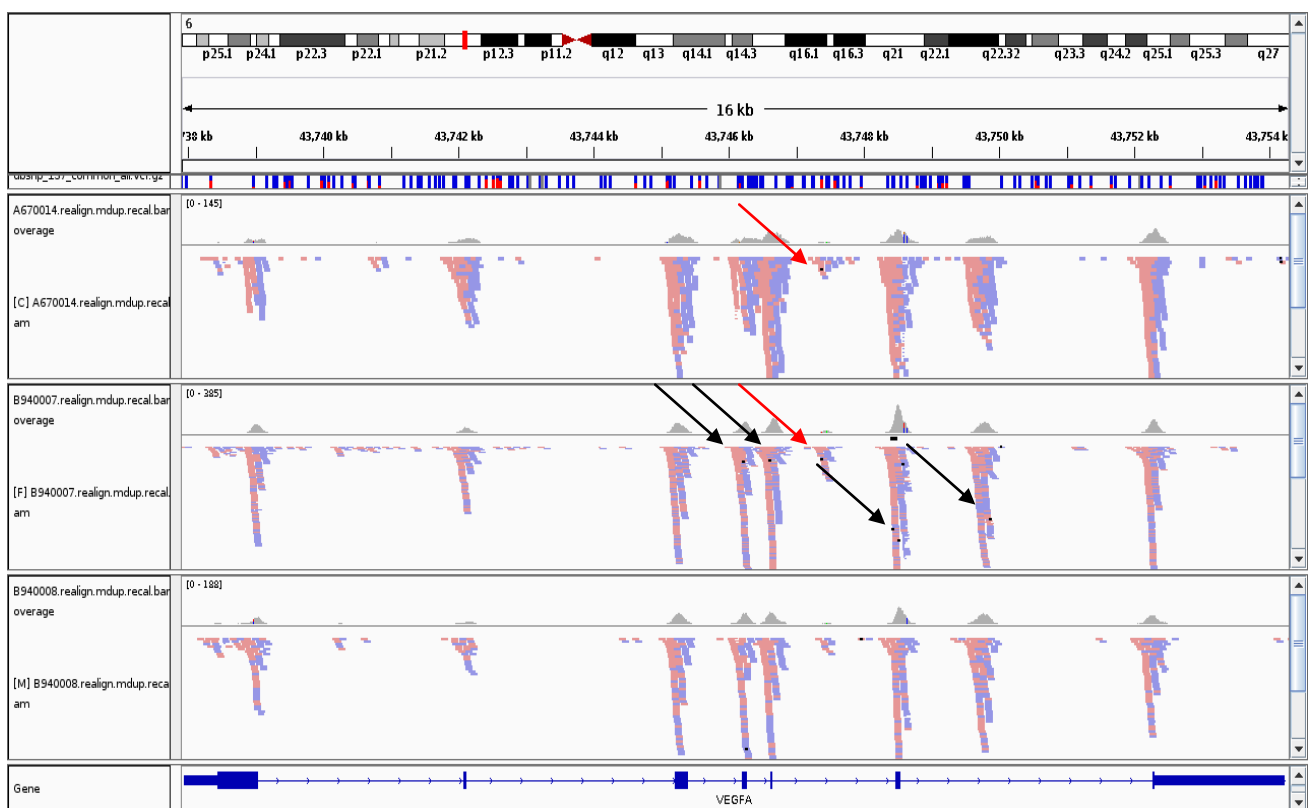 6
p25.1 p24.1 p22.3 p22.1 p21.2 p12.3 p11.2 q12 q13 q14.1 q14.3 q16.1 q16.3 q21 q22.1 q22.32 q23.3 q24.2 q25.1 q25.3 q27
16 kb
738 kb 43,740 kb 43,742 kb 43,744 kb 43,746 kb 43,748 kb 43,750 kb 43,752 kb 43,754 k
dbsnp_137_common_all.vcf.gz
A670014.realign.mdup.recal.bar [0 - 145]
overage
[C] A670014.realign.mdup.recal
am
B940007.realign.mdup.recal.bar [0 - 385]
overage
[F] B940007.realign.mdup.recal.
am
B940008.realign.mdup.recal.bar [0 - 188]
overage
[M] B940008.realign.mdup.reca
am
Gene
VEGFA